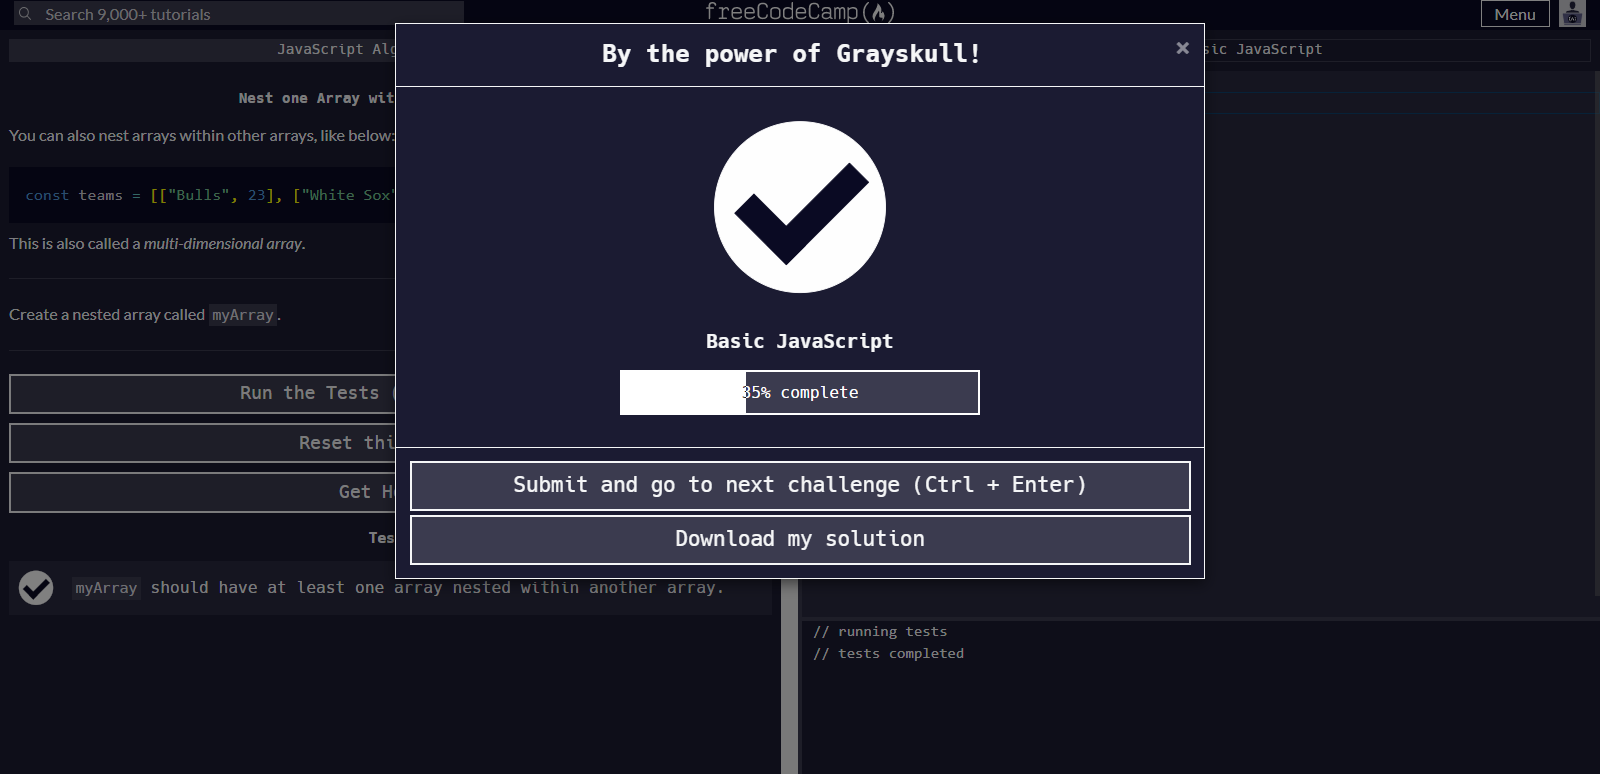 Search 9,000+ tutorials
freeCodeCamp
Menu
JavaScript
sic JavaScript
By the power of Grayskull!
Nest one Array
You can also nest arrays within other arrays, like below:
const teams = [["Bulls", 23], ["White Sox"
This is also called a multi-dimensional array.
Create a nested array called myArray.
Run the Tests (
Reset
Get
myArray should have at least one array nested within another array.
Basic JavaScript
35% complete
Submit and go to next challenge (Ctrl + Enter)
Download my solution
// running tests
// tests completed